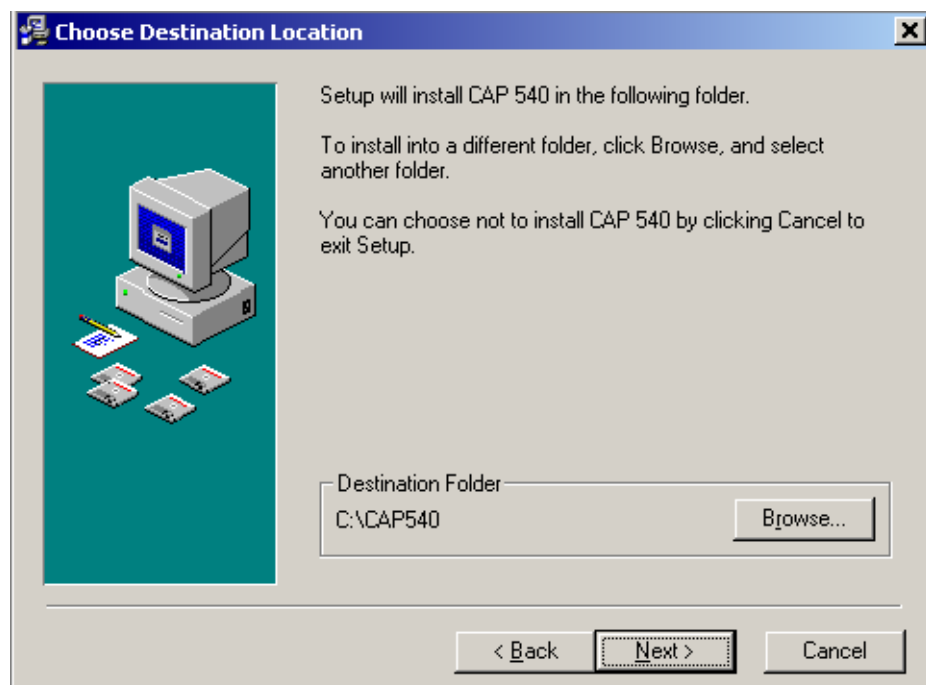 Choose Destination Location
Setup will install CAP 540 in the following folder.
To install into a different folder, click Browse, and select
another folder.
You can choose not to install CAP 540 by clicking Cancel to
exit Setup.
Destination Folder
C:\CAP540
Browse...
< Back
Next >
Cancel